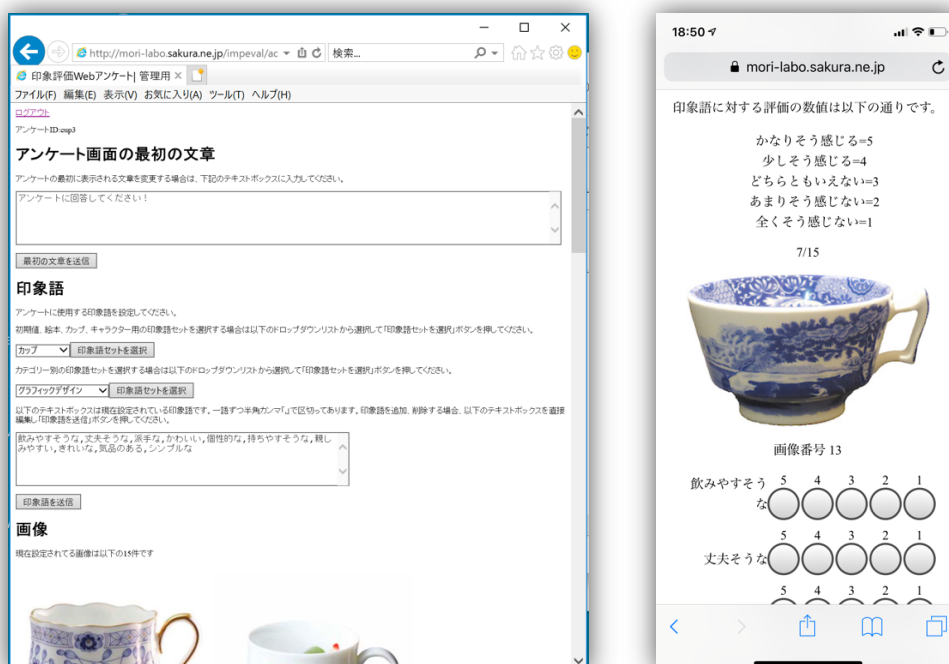 http://mori-labo.sakura.ne.jp/impeval/ac
検索...
印象評価Webアンケート| 管理用
ファイル(F) 編集(E) 表示(V) お気に入り(A) ツール(T) ヘルプ(H)
ログアウト
アンケートID:cup3
アンケート画面の最初の文章
アンケートの最初に表示される文章を変更する場合は、下記のテキストボックスに入力してください。
アンケートに回答してください！
最初の文章を送信
印象語
アンケートに使用する印象語を設定してください。
初期値、絵本、カップ、キャラクター用の印象語セットを選択する場合は以下のドロップダウンリストから選択して「印象語セットを選択」ボタンを押してください。
カップ 印象語セットを選択
カテゴリー別の印象語セットを選択する場合は以下のドロップダウンリストから選択して「印象語セットを選択」ボタンを押してください。
グラフィックデザイン 印象語セットを選択
以下のテキストボックスは現在設定されている印象語です。一語ずつ半角カンマ「,」で区切ってあります。印象語を追加、削除する場合、以下のテキストボックスを直接
編集し「印象語を送信」ボタンを押してください。
飲みやすそうな,丈夫そうな,派手な,かわいい,個性的な,持ちやすそうな,親し
みやすい,きれいな,気品のある,シンプルな
印象語を送信
画像
現在設定されてる画像は以下の15件です
18:50
mori-labo.sakura.ne.jp
印象語に対する評価の数値は以下の通りです。
かなりそう感じる=5
少しそう感じる=4
どちらともいえない=3
あまりそう感じない=2
全くそう感じない=1
7/15
画像番号 13
飲みやすそう 5 4 3 2 1
な
5 4 3 2 1
丈夫そうな
5 4 3 2 1